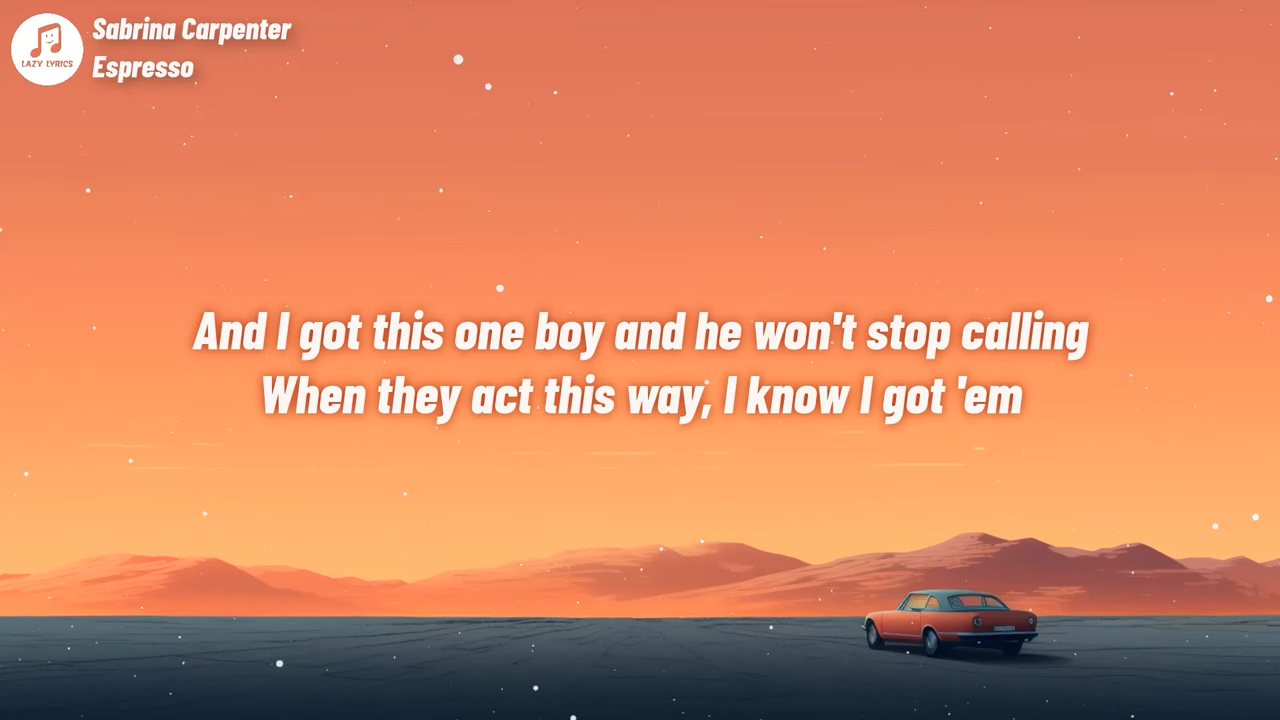 LAZY LYRICS
Sabrina Carpenter
Espresso
And I got this one boy and he won't stop calling
When they act this way, I know I got 'em